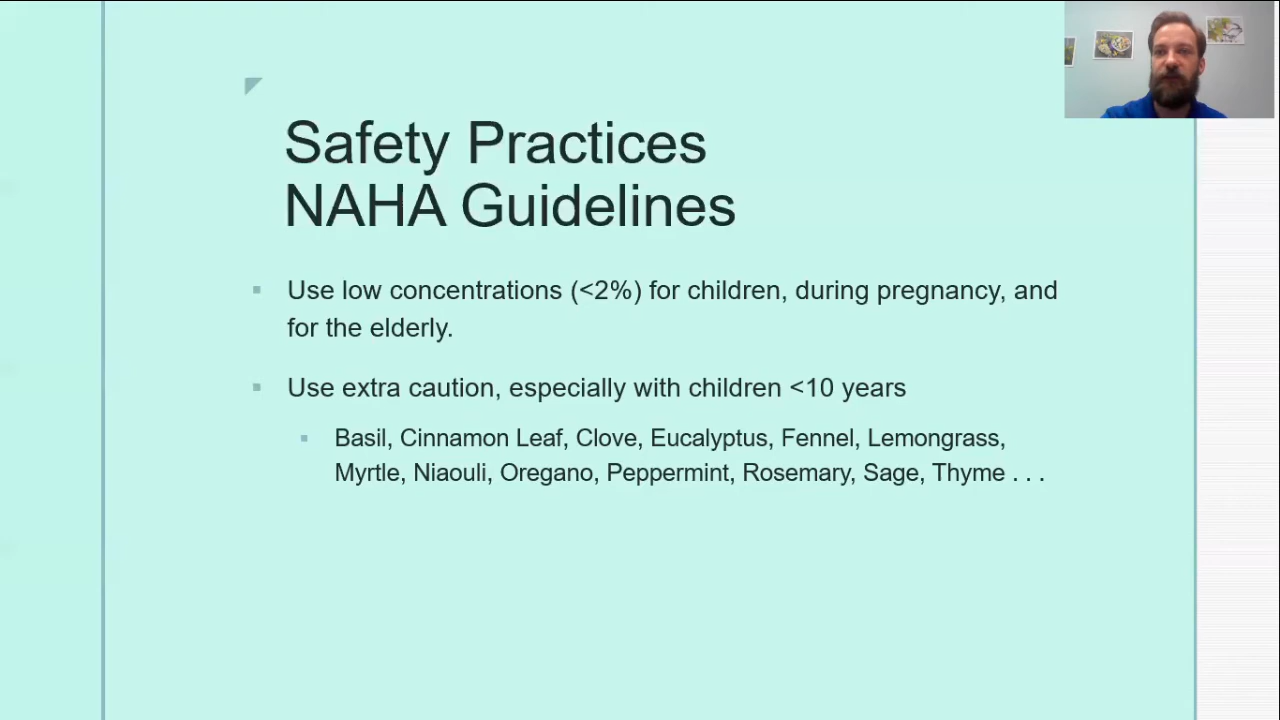 Safety Practices
NAHA Guidelines
Use low concentrations (<2%) for children, during pregnancy, and
for the elderly.
Use extra caution, especially with children <10 years
Basil, Cinnamon Leaf, Clove, Eucalyptus, Fennel, Lemongrass,
Myrtle, Niaouli, Oregano, Peppermint, Rosemary, Sage, Thyme . . .